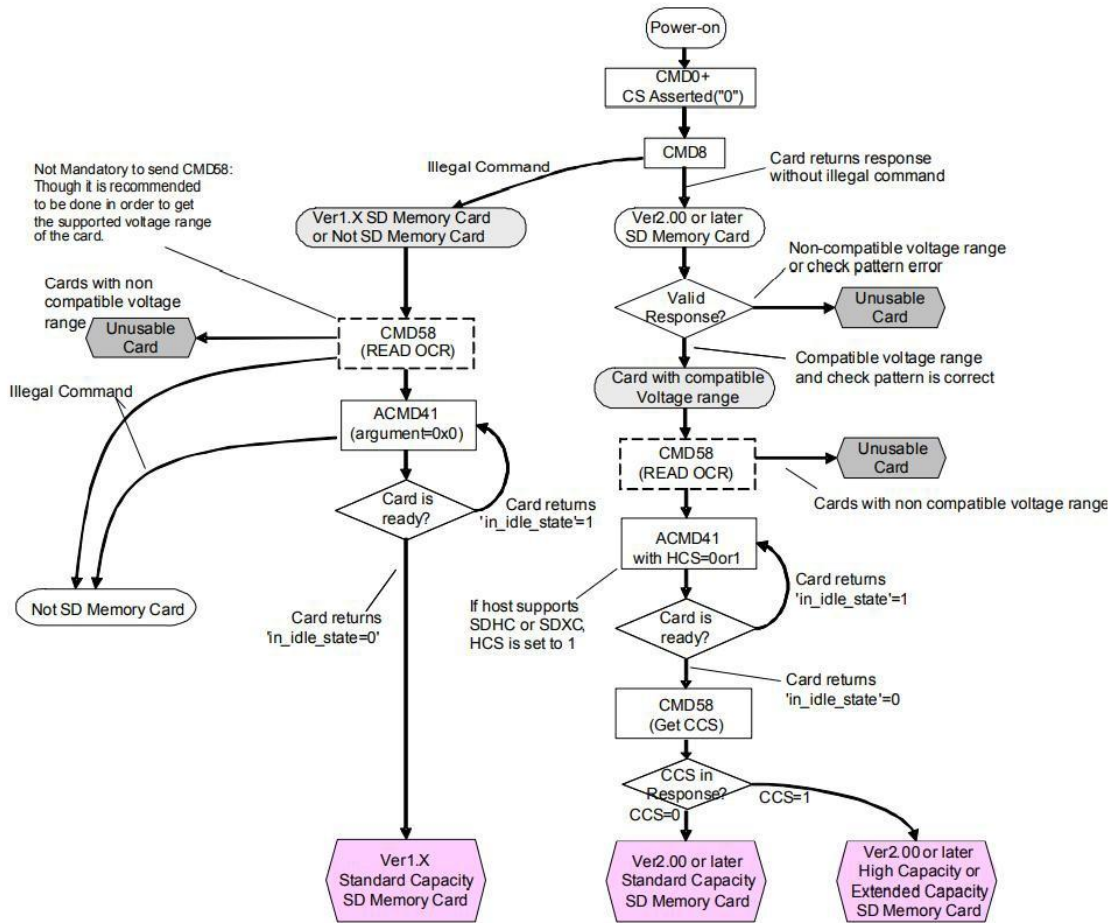 Power-on
CMD0+
CS Asserted("0")
CMD8
Illegal Command
Card returns response
without illegal command
Not Mandatory to send CMD58:
Though it is recommended
to be done in order to get
the supported voltage range
of the card.
Ver1.X SD Memory Card
or Not SD Memory Card
Ver2.00 or later
SD Memory Card
Non-compatible voltage range
or check pattern error
Cards with non
compatible voltage
range
Unusable
Card
CMD58
(READ OCR)
Valid
Response?
Unusable
Card
Compatible voltage range
and check pattern is correct
Card with compatible
Voltage range
Illegal Command
ACMD41
(argument=0x0)
CMD58
(READ OCR)
Unusable
Card
Cards with non compatible voltage range
Card is
ready?
Card returns
'in_idle_state'=1
ACMD41
with HCS=0or1
Card returns
'in_idle_state'=1
Not SD Memory Card
Card returns
'in_idle_state=0'
If host supports
SDHC or SDXC,
HCS is set to 1
Card is
ready?
Card returns
'in_idle_state'=0
CMD58
(Get CCS)
CCS in
Response?
CCS=0
CCS=1
Ver1.X
Standard Capacity
SD Memory Card
Ver2.00 or later
Standard Capacity
SD Memory Card
Ver2.00 or later
High Capacity or
Extended Capacity
SD Memory Card